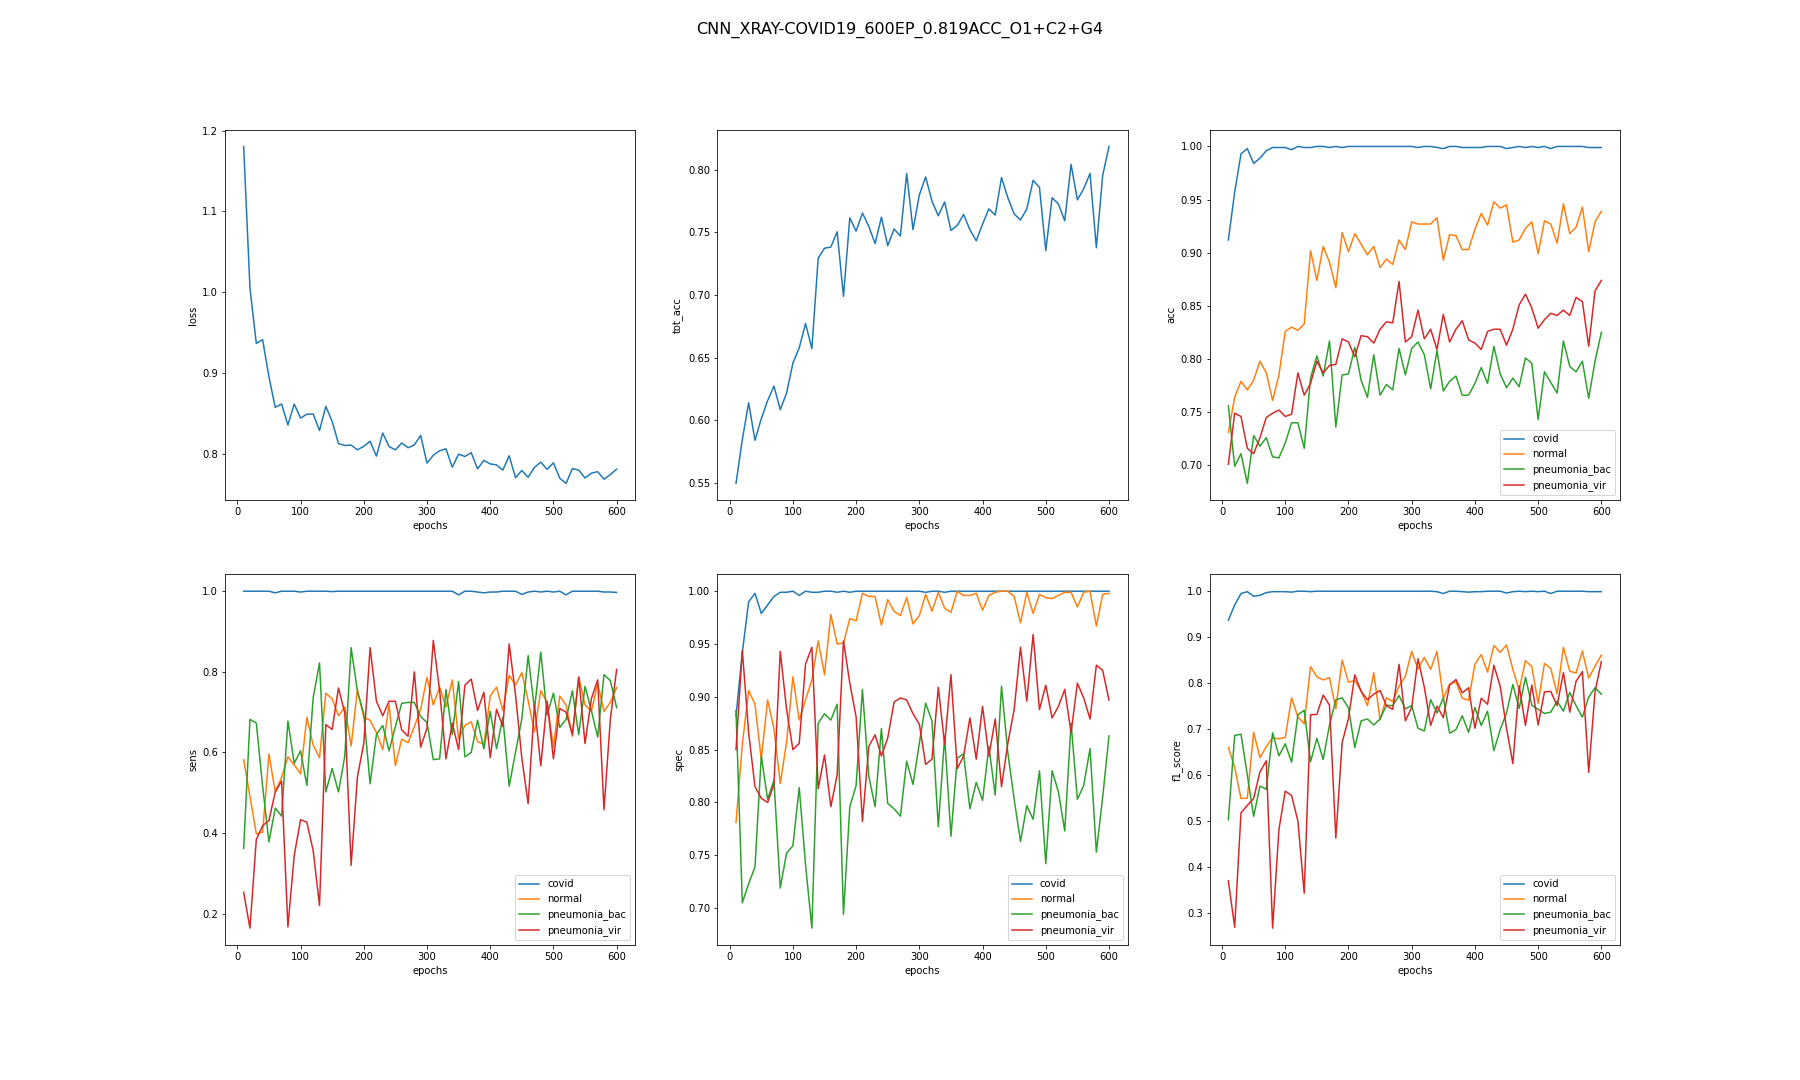 CNN_XRAY-COVID19_600EP_0.819ACC_O1+C2+G4
1.2
1.1
1.0
0.9
0.8
loss
0 100 200 300 400 500 600
epochs
0.80
0.75
0.70
0.65
0.60
0.55
tot_acc
0 100 200 300 400 500 600
epochs
1.00
0.95
0.90
0.85
0.80
0.75
0.70
acc
covid
normal
pneumonia_bac
pneumonia_vir
0 100 200 300 400 500 600
epochs
1.0
0.8
0.6
0.4
0.2
sens
covid
normal
pneumonia_bac
pneumonia_vir
0 100 200 300 400 500 600
epochs
1.00
0.95
0.90
0.85
0.80
0.75
0.70
spec
covid
normal
pneumonia_bac
pneumonia_vir
0 100 200 300 400 500 600
epochs
1.0
0.9
0.8
0.7
0.6
0.5
0.4
0.3
f1_score
covid
normal
pneumonia_bac
pneumonia_vir
0 100 200 300 400 500 600
epochs